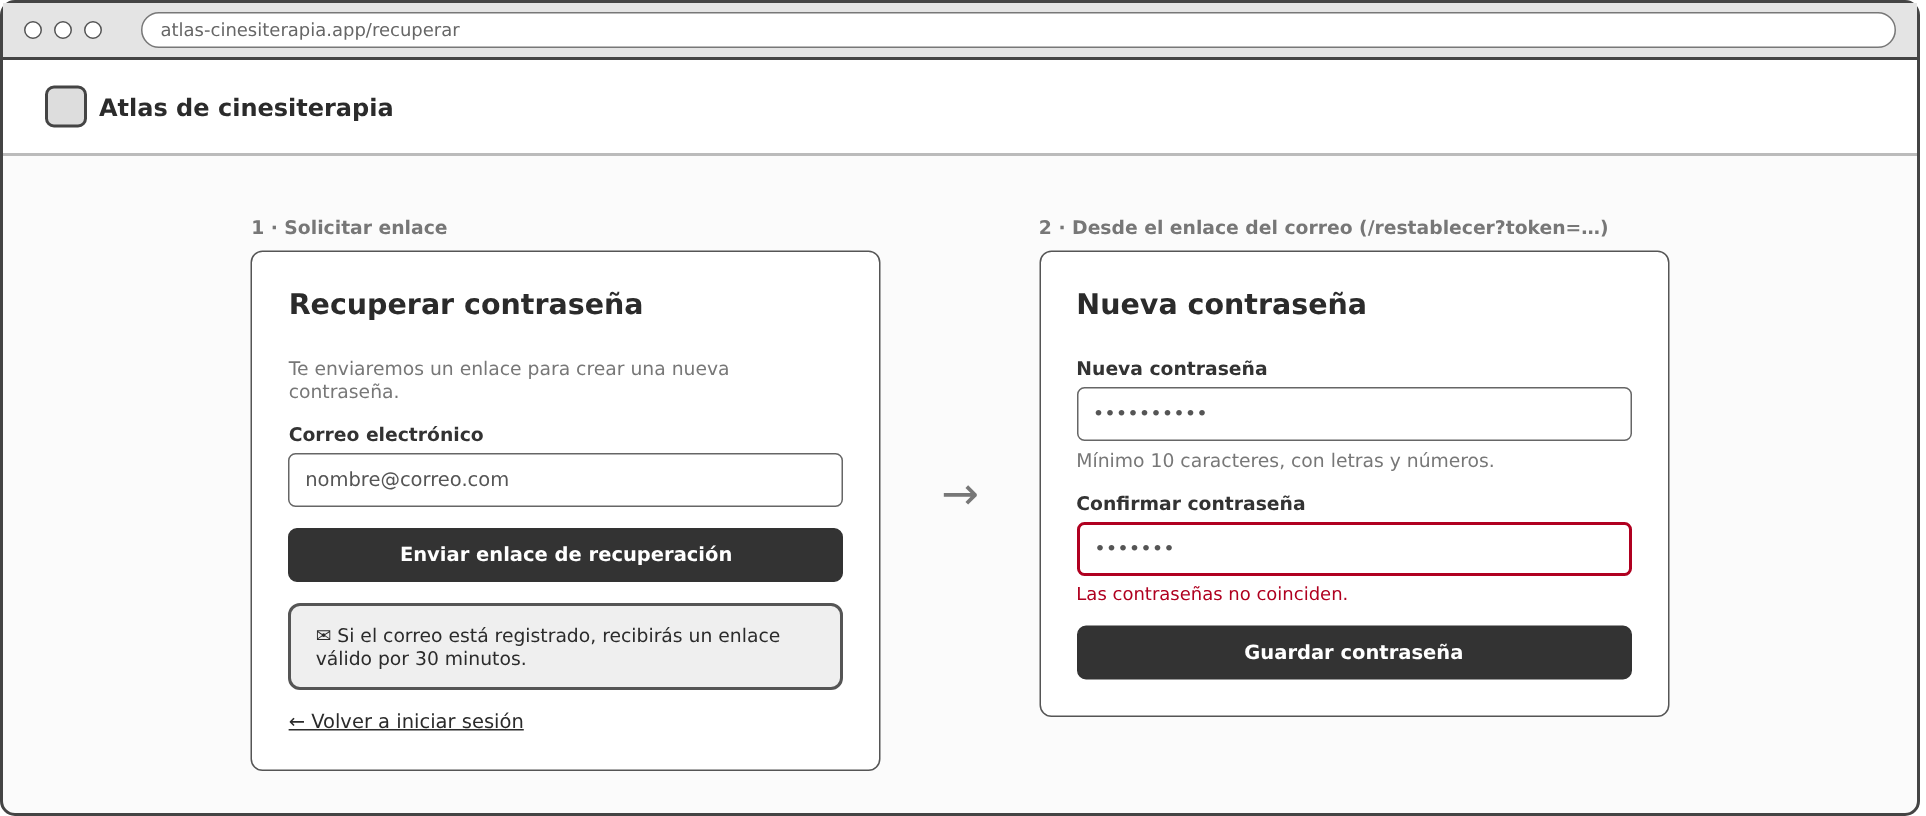 atlas-cinesiterapia.app/recuperar
Atlas de cinesiterapia
1 · Solicitar enlace
Recuperar contraseña
Te enviaremos un enlace para crear una nueva
contraseña.
Correo electrónico
nombre@correo.com
Enviar enlace de recuperación
✉ Si el correo está registrado, recibirás un enlace
válido por 30 minutos.
← Volver a iniciar sesión
→
2 · Desde el enlace del correo (/restablecer?token=…)
Nueva contraseña
Nueva contraseña
••••••••••
Mínimo 10 caracteres, con letras y números.
Confirmar contraseña
•••••••
Las contraseñas no coinciden.
Guardar contraseña